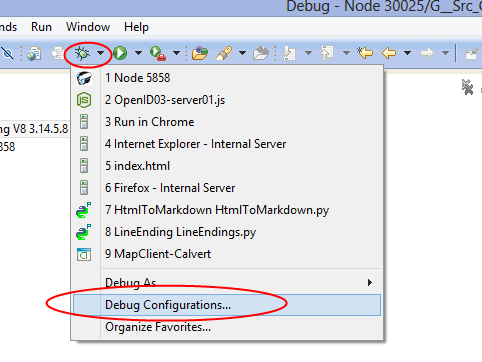 Debug - Node 30025/G__Src_
nds Run Window Help
1 Node 5858
2 OpenID03-server01.js
ng V8 3.14.5.8
3 Run in Chrome
858
4 Internet Explorer - Internal Server
5 index.html
6 Firefox - Internal Server
7 HtmlToMarkdown HtmlToMarkdown.py
8 LineEnding LineEndings.py
9 MapClient-Calvert
Debug As
Debug Configurations...
Organize Favorites...